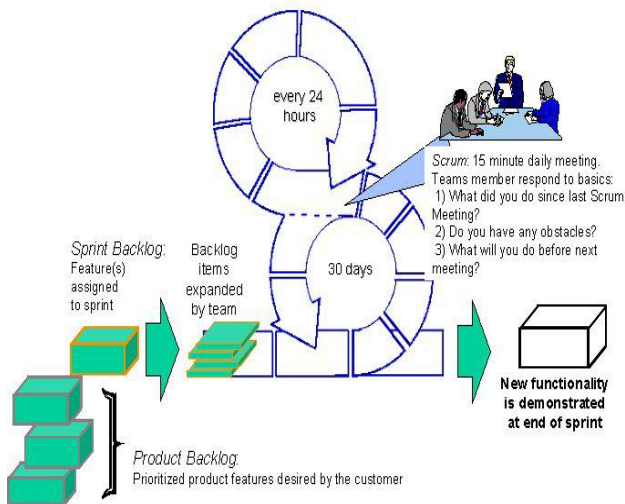 every 24
hours
Scrum: 15 minute daily meeting.
Teams member respond to basics:
1) What did you do since last Scrum
Meeting?
2) Do you have any obstacles?
3) What will you do before next
meeting?
Sprint Backlog:
Feature(s)
assigned
to sprint
Backlog
items
expanded
by team
30 days
New functionality
is demonstrated
at end of sprint
Product Backlog:
Prioritized product features desired by the customer